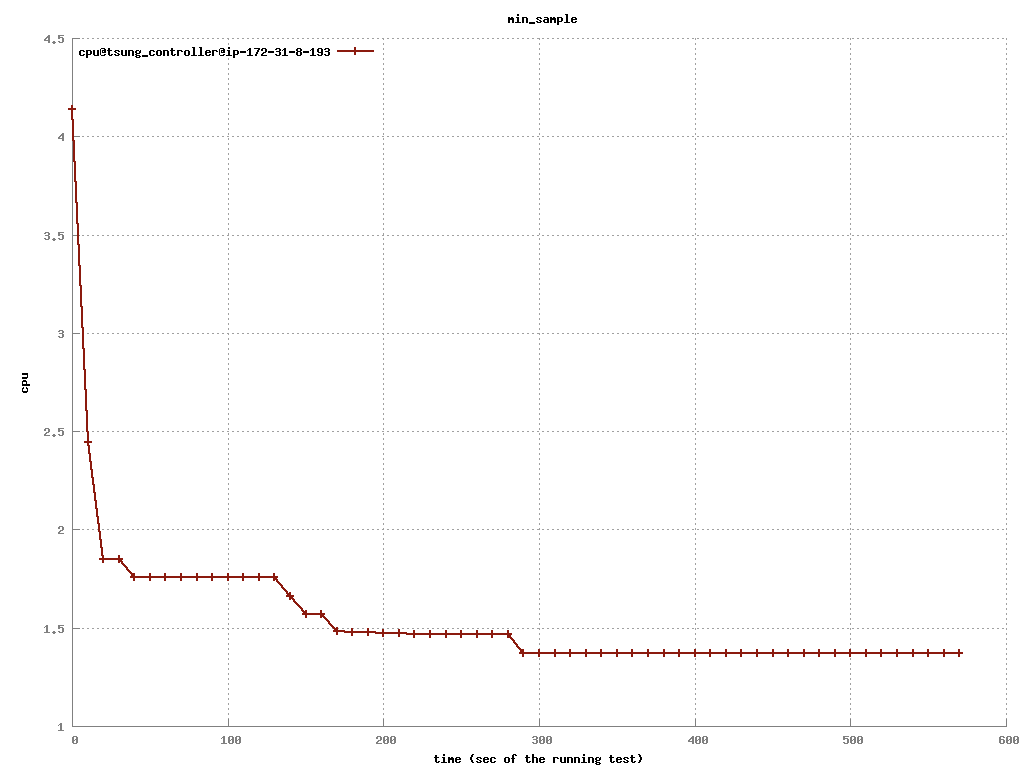 min_sample
4.5
cpu@tsung_controller@ip-172-31-8-193
4
3.5
3
cpu
2.5
2
1.5
1
0 100 200 300 400 500 600
time (sec of the running test)